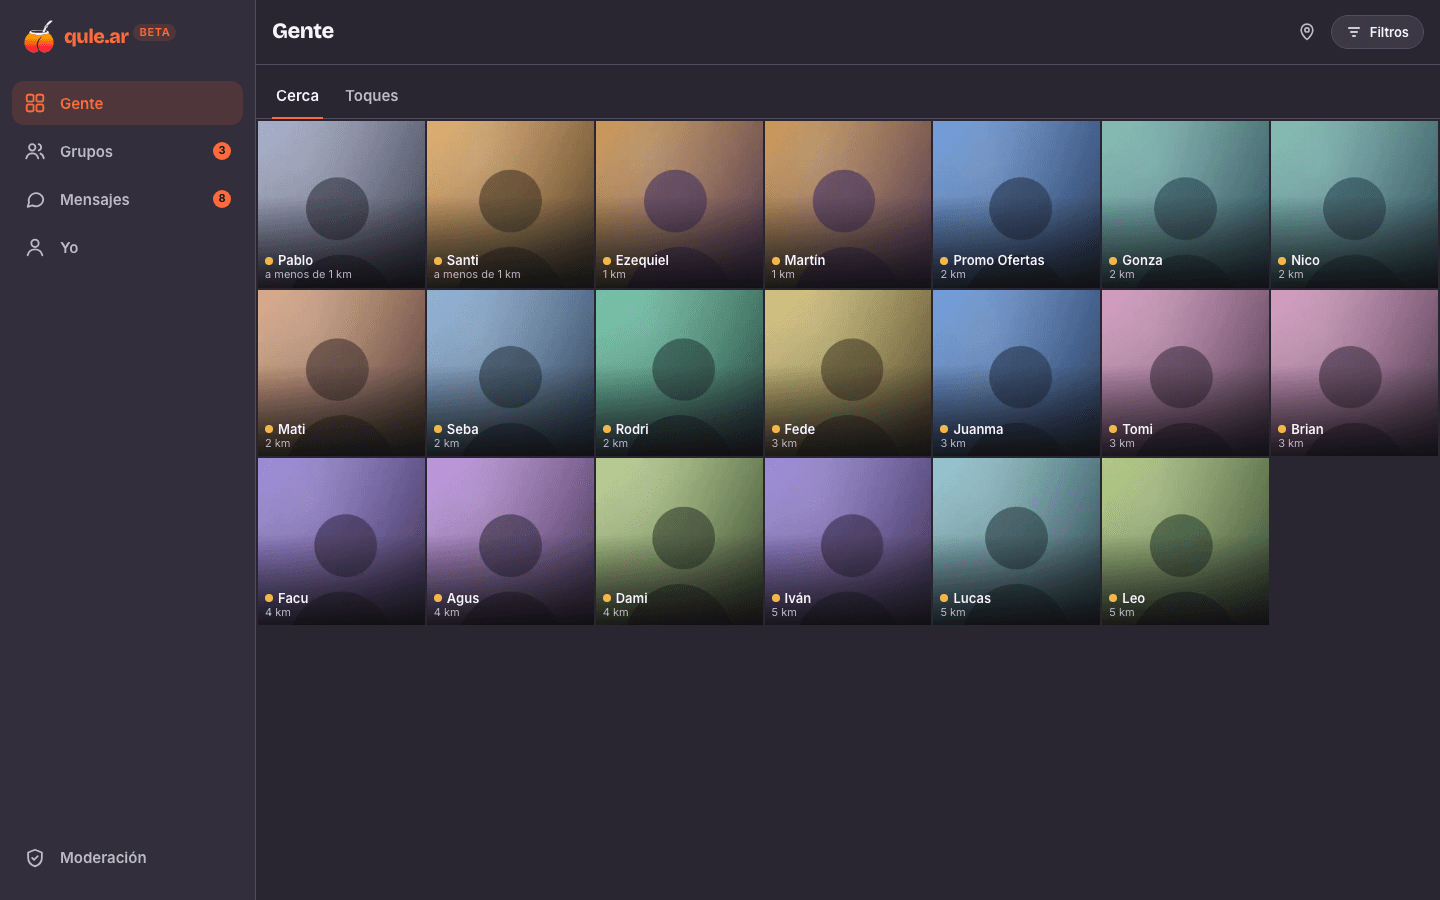 qule.ar BETA
Gente
Grupos 3
Mensajes 8
Yo
Moderación
Gente
Filtros
Cerca Toques
Pablo
a menos de 1 km
Santi
a menos de 1 km
Ezequiel
1 km
Martín
1 km
Promo Ofertas
2 km
Gonza
2 km
Nico
2 km
Mati
2 km
Seba
2 km
Rodri
2 km
Fede
3 km
Juanma
3 km
Tomi
3 km
Brian
3 km
Facu
4 km
Agus
4 km
Dami
4 km
Iván
5 km
Lucas
5 km
Leo
5 km